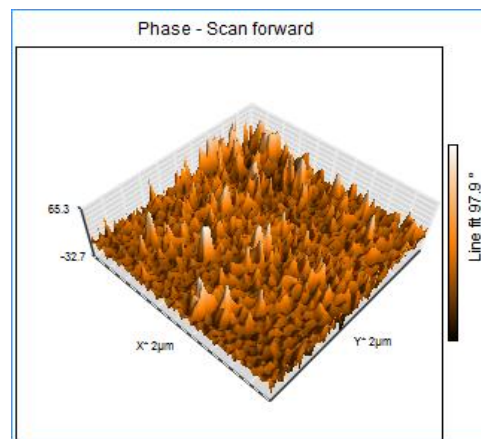 Phase - Scan forward
65.3
-32.7
X* 2µm
Y* 2µm
Line fit 97.9 °